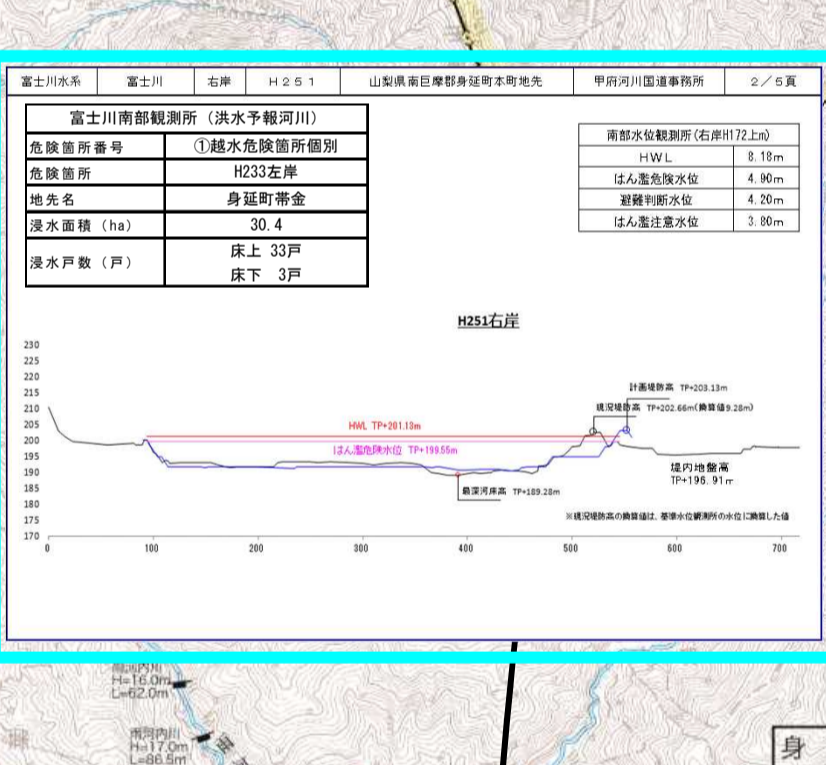 富士川水系 富士川 右岸 H251 山梨県南巨摩郡身延町本町地先 甲府河川国道事務所 2/5頁
富士川南部観測所(洪水予報河川)
危険箇所番号 ①越水危険箇所個別
危険箇所 H233左岸
地先名 身延町帯金
浸水面積(ha) 30.4
浸水戸数(戸) 床上 33戸
床下 3戸
南部水位観測所(右岸H172上m)
HWL 8.18m
はん濫危険水位 4.90m
避難判断水位 4.20m
はん濫注意水位 3.80m
H251右岸
230
225
220
215
210
205
200
195
190
185
180
175
170
計画堤防高 TP+203.13m
現況堤防高 TP+202.66m(換算値9.28m)
HWL TP+201.13m
はん濫危険水位 TP+199.55m
堤内地盤高
TP+196.91m
最深河床高 TP+189.28m
※現況堤防高の換算値は、基準水位観測所の水位に換算した値
0 100 200 300 400 500 600 700
H=16.0m
L=62.0m
南河内川
H=17.0m
L=86.5m
身